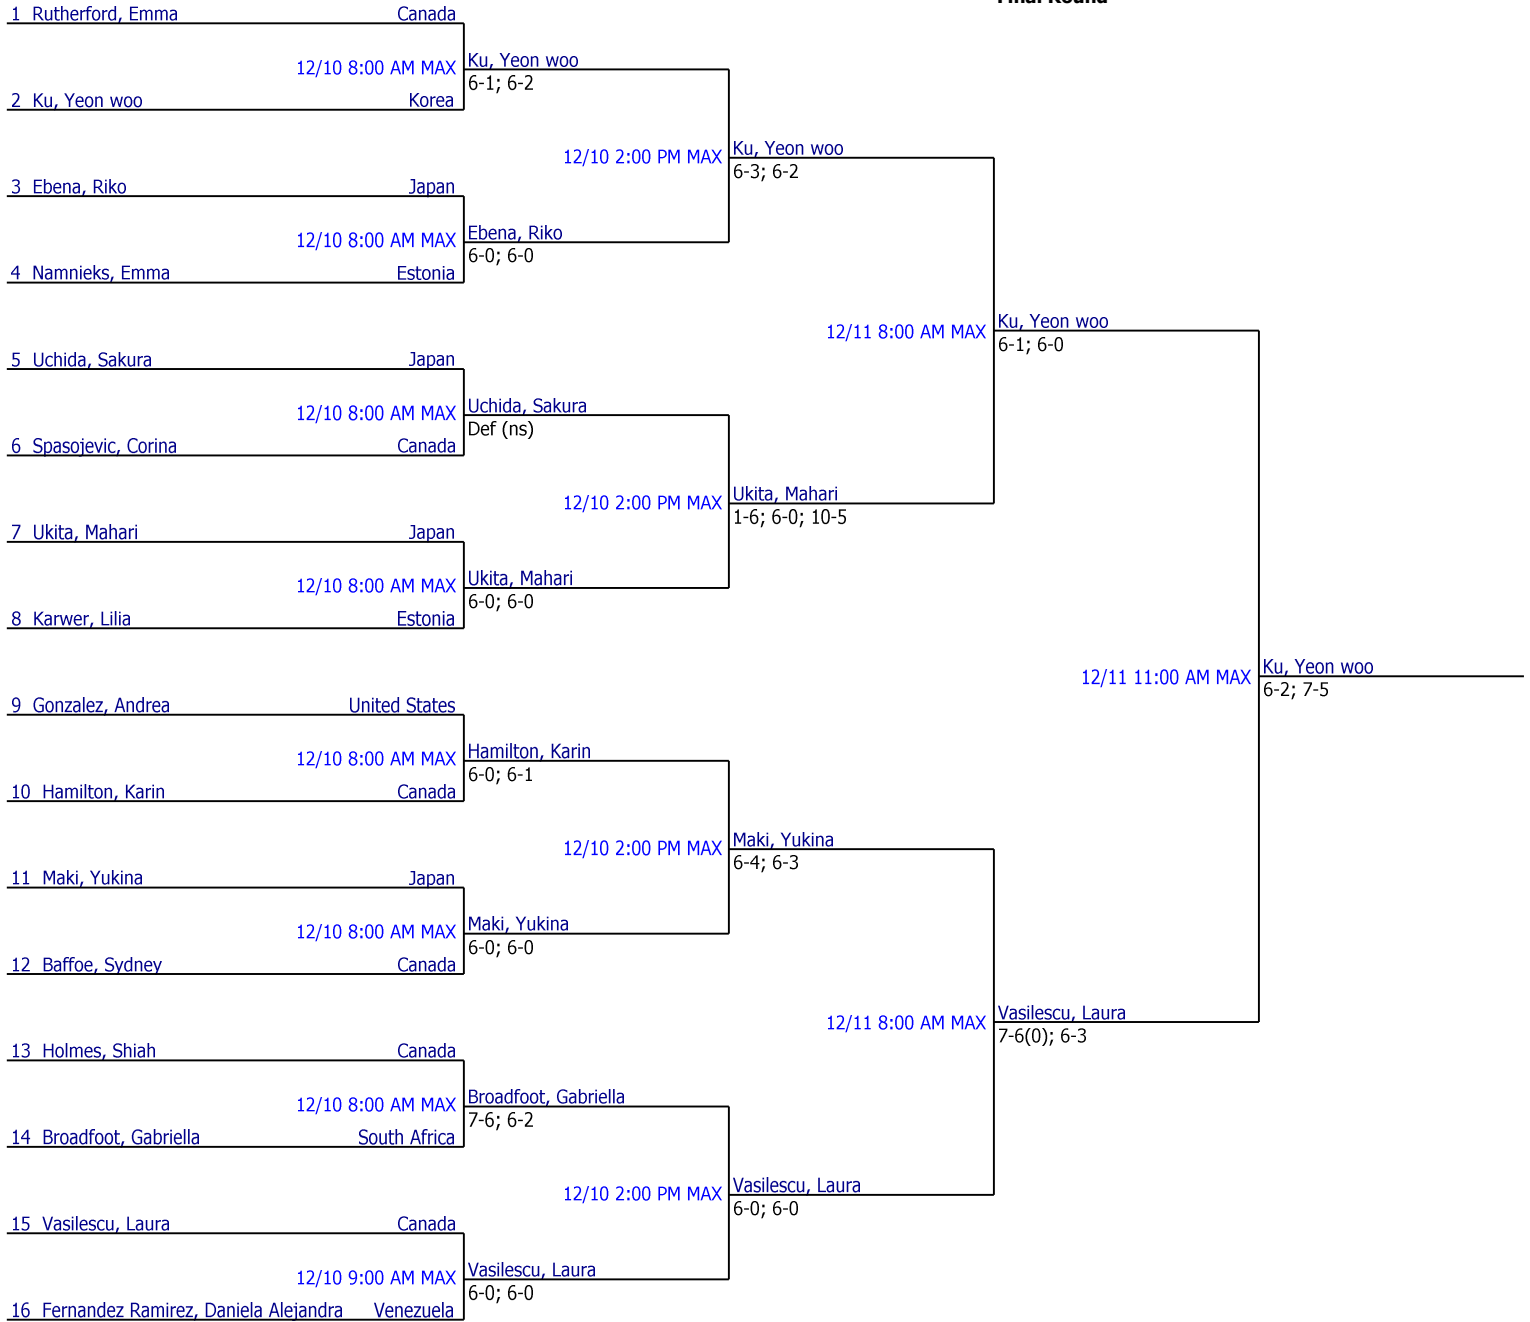 Final Round
1 Rutherford, Emma Canada
12/10 8:00 AM MAX Ku, Yeon woo
6-1; 6-2
2 Ku, Yeon woo Korea
12/10 2:00 PM MAX Ku, Yeon woo
6-3; 6-2
3 Ebena, Riko Japan
12/10 8:00 AM MAX Ebena, Riko
6-0; 6-0
4 Namnieks, Emma Estonia
12/11 8:00 AM MAX Ku, Yeon woo
6-1; 6-0
5 Uchida, Sakura Japan
12/10 8:00 AM MAX Uchida, Sakura
Def (ns)
6 Spasojevic, Corina Canada
12/10 2:00 PM MAX Ukita, Mahari
1-6; 6-0; 10-5
7 Ukita, Mahari Japan
12/10 8:00 AM MAX Ukita, Mahari
6-0; 6-0
8 Karwer, Lilia Estonia
12/11 11:00 AM MAX Ku, Yeon woo
6-2; 7-5
9 Gonzalez, Andrea United States
12/10 8:00 AM MAX Hamilton, Karin
6-0; 6-1
10 Hamilton, Karin Canada
12/10 2:00 PM MAX Maki, Yukina
6-4; 6-3
11 Maki, Yukina Japan
12/10 8:00 AM MAX Maki, Yukina
6-0; 6-0
12 Baffoe, Sydney Canada
12/11 8:00 AM MAX Vasilescu, Laura
7-6(0); 6-3
13 Holmes, Shiah Canada
12/10 8:00 AM MAX Broadfoot, Gabriella
7-6; 6-2
14 Broadfoot, Gabriella South Africa
12/10 2:00 PM MAX Vasilescu, Laura
6-0; 6-0
15 Vasilescu, Laura Canada
12/10 9:00 AM MAX Vasilescu, Laura
6-0; 6-0
16 Fernandez Ramirez, Daniela Alejandra Venezuela